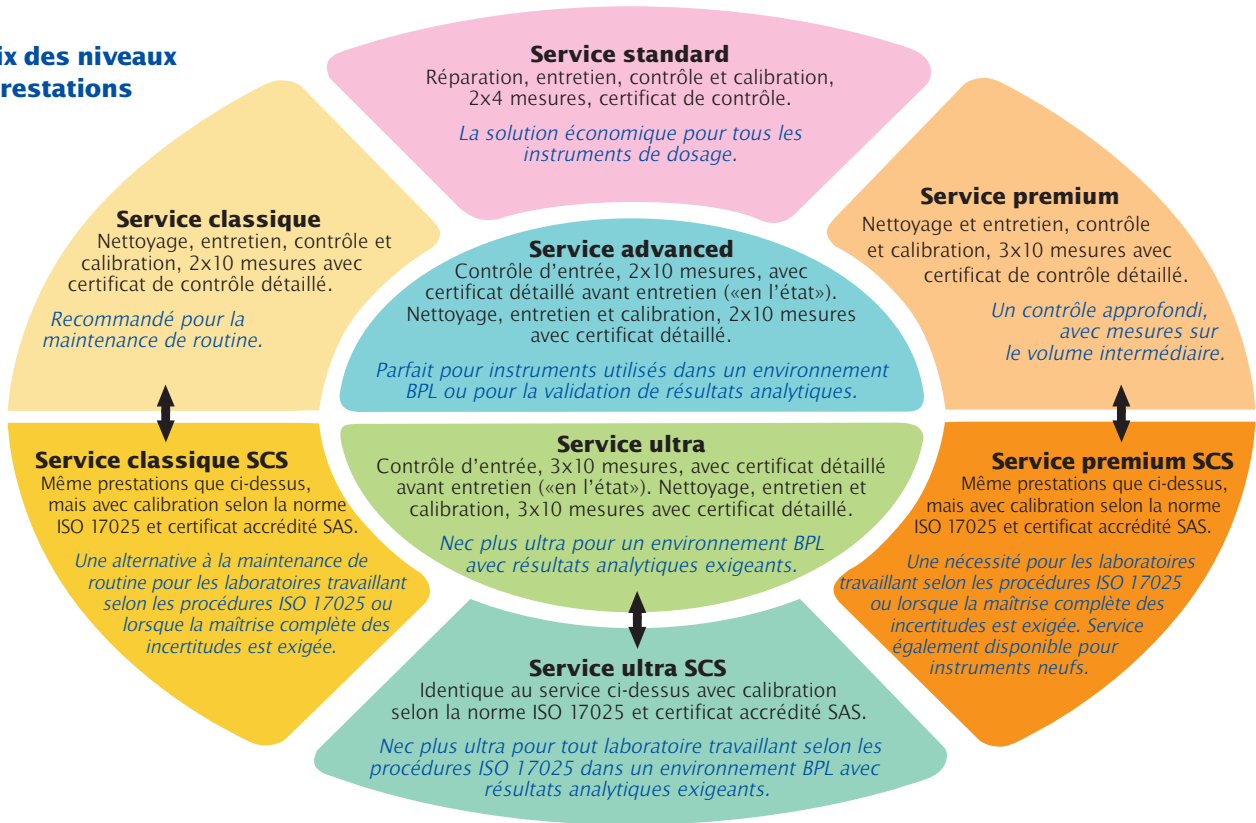 ix des niveaux
restations
Service standard
Réparation, entretien, contrôle et calibration,
2x4 mesures, certificat de contrôle.
La solution économique pour tous les
instruments de dosage.
Service classique
Nettoyage, entretien, contrôle et
calibration, 2x10 mesures avec
certificat de contrôle détaillé.
Recommandé pour la
maintenance de routine.
Service advanced
Contrôle d'entrée, 2x10 mesures, avec
certificat détaillé avant entretien («en l'état»).
Nettoyage, entretien et calibration, 2x10 mesures
avec certificat détaillé.
Parfait pour instruments utilisés dans un environnement
BPL ou pour la validation de résultats analytiques.
Service premium
Nettoyage et entretien, contrôle
et calibration, 3x10 mesures avec
certificat de contrôle détaillé.
Un contrôle approfondi,
avec mesures sur
le volume intermédiaire.
Service classique SCS
Même prestations que ci-dessus,
mais avec calibration selon la norme
ISO 17025 et certificat accrédité SAS.
Une alternative à la maintenance de
routine pour les laboratoires travaillant
selon les procédures ISO 17025 ou
lorsque la maîtrise complète des
incertitudes est exigée.
Service ultra
Contrôle d'entrée, 3x10 mesures, avec certificat détaillé
avant entretien («en l'état»). Nettoyage, entretien et
calibration, 3x10 mesures avec certificat détaillé.
Nec plus ultra pour un environnement BPL
avec résultats analytiques exigeants.
Service premium SCS
Même prestations que ci-dessus,
mais avec calibration selon la norme
ISO 17025 et certificat accrédité SAS.
Une nécessité pour les laboratoires
travaillant selon les procédures ISO 17025
ou lorsque la maîtrise complète des
incertitudes est exigée. Service
également disponible pour
instruments neufs.
Service ultra SCS
Identique au service ci-dessus avec calibration
selon la norme ISO 17025 et certificat accrédité SAS.
Nec plus ultra pour tout laboratoire travaillant selon les
procédures ISO 17025 dans un environnement BPL avec
résultats analytiques exigeants.